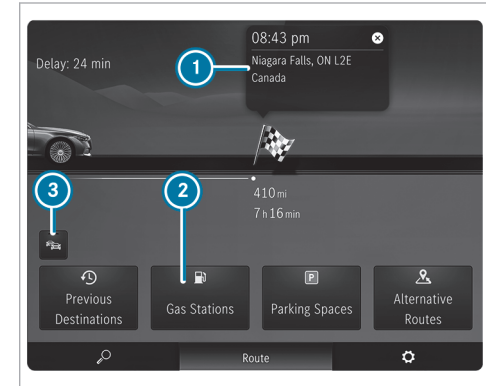 08:43 pm
Delay: 24 min
1
Niagara Falls, ON L2E
Canada
410 mi
7 h 16 min
3
2
P
Previous
Destinations
Gas Stations
Parking Spaces
Alternative
Routes
Route